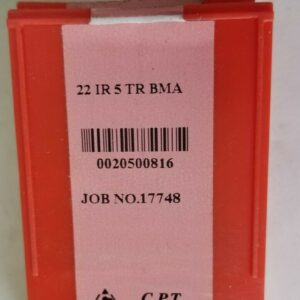 22 IR 5 TR BMA
0020500816
JOB NO.17748
C.P.T